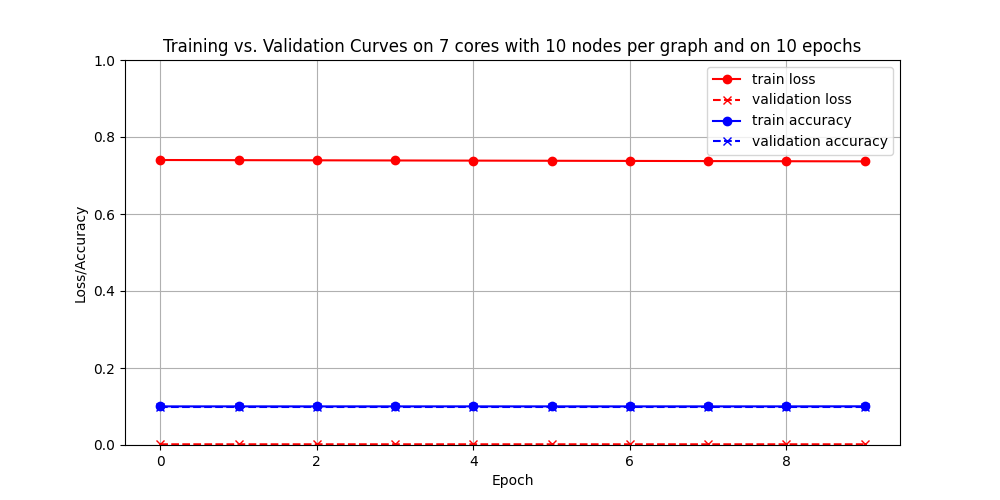 Training vs. Validation Curves on 7 cores with 10 nodes per graph and on 10 epochs
1.0
0.8
0.6
0.4
0.2
0.0
Loss/Accuracy
train loss
validation loss
train accuracy
validation accuracy
0
2
4
6
8
Epoch